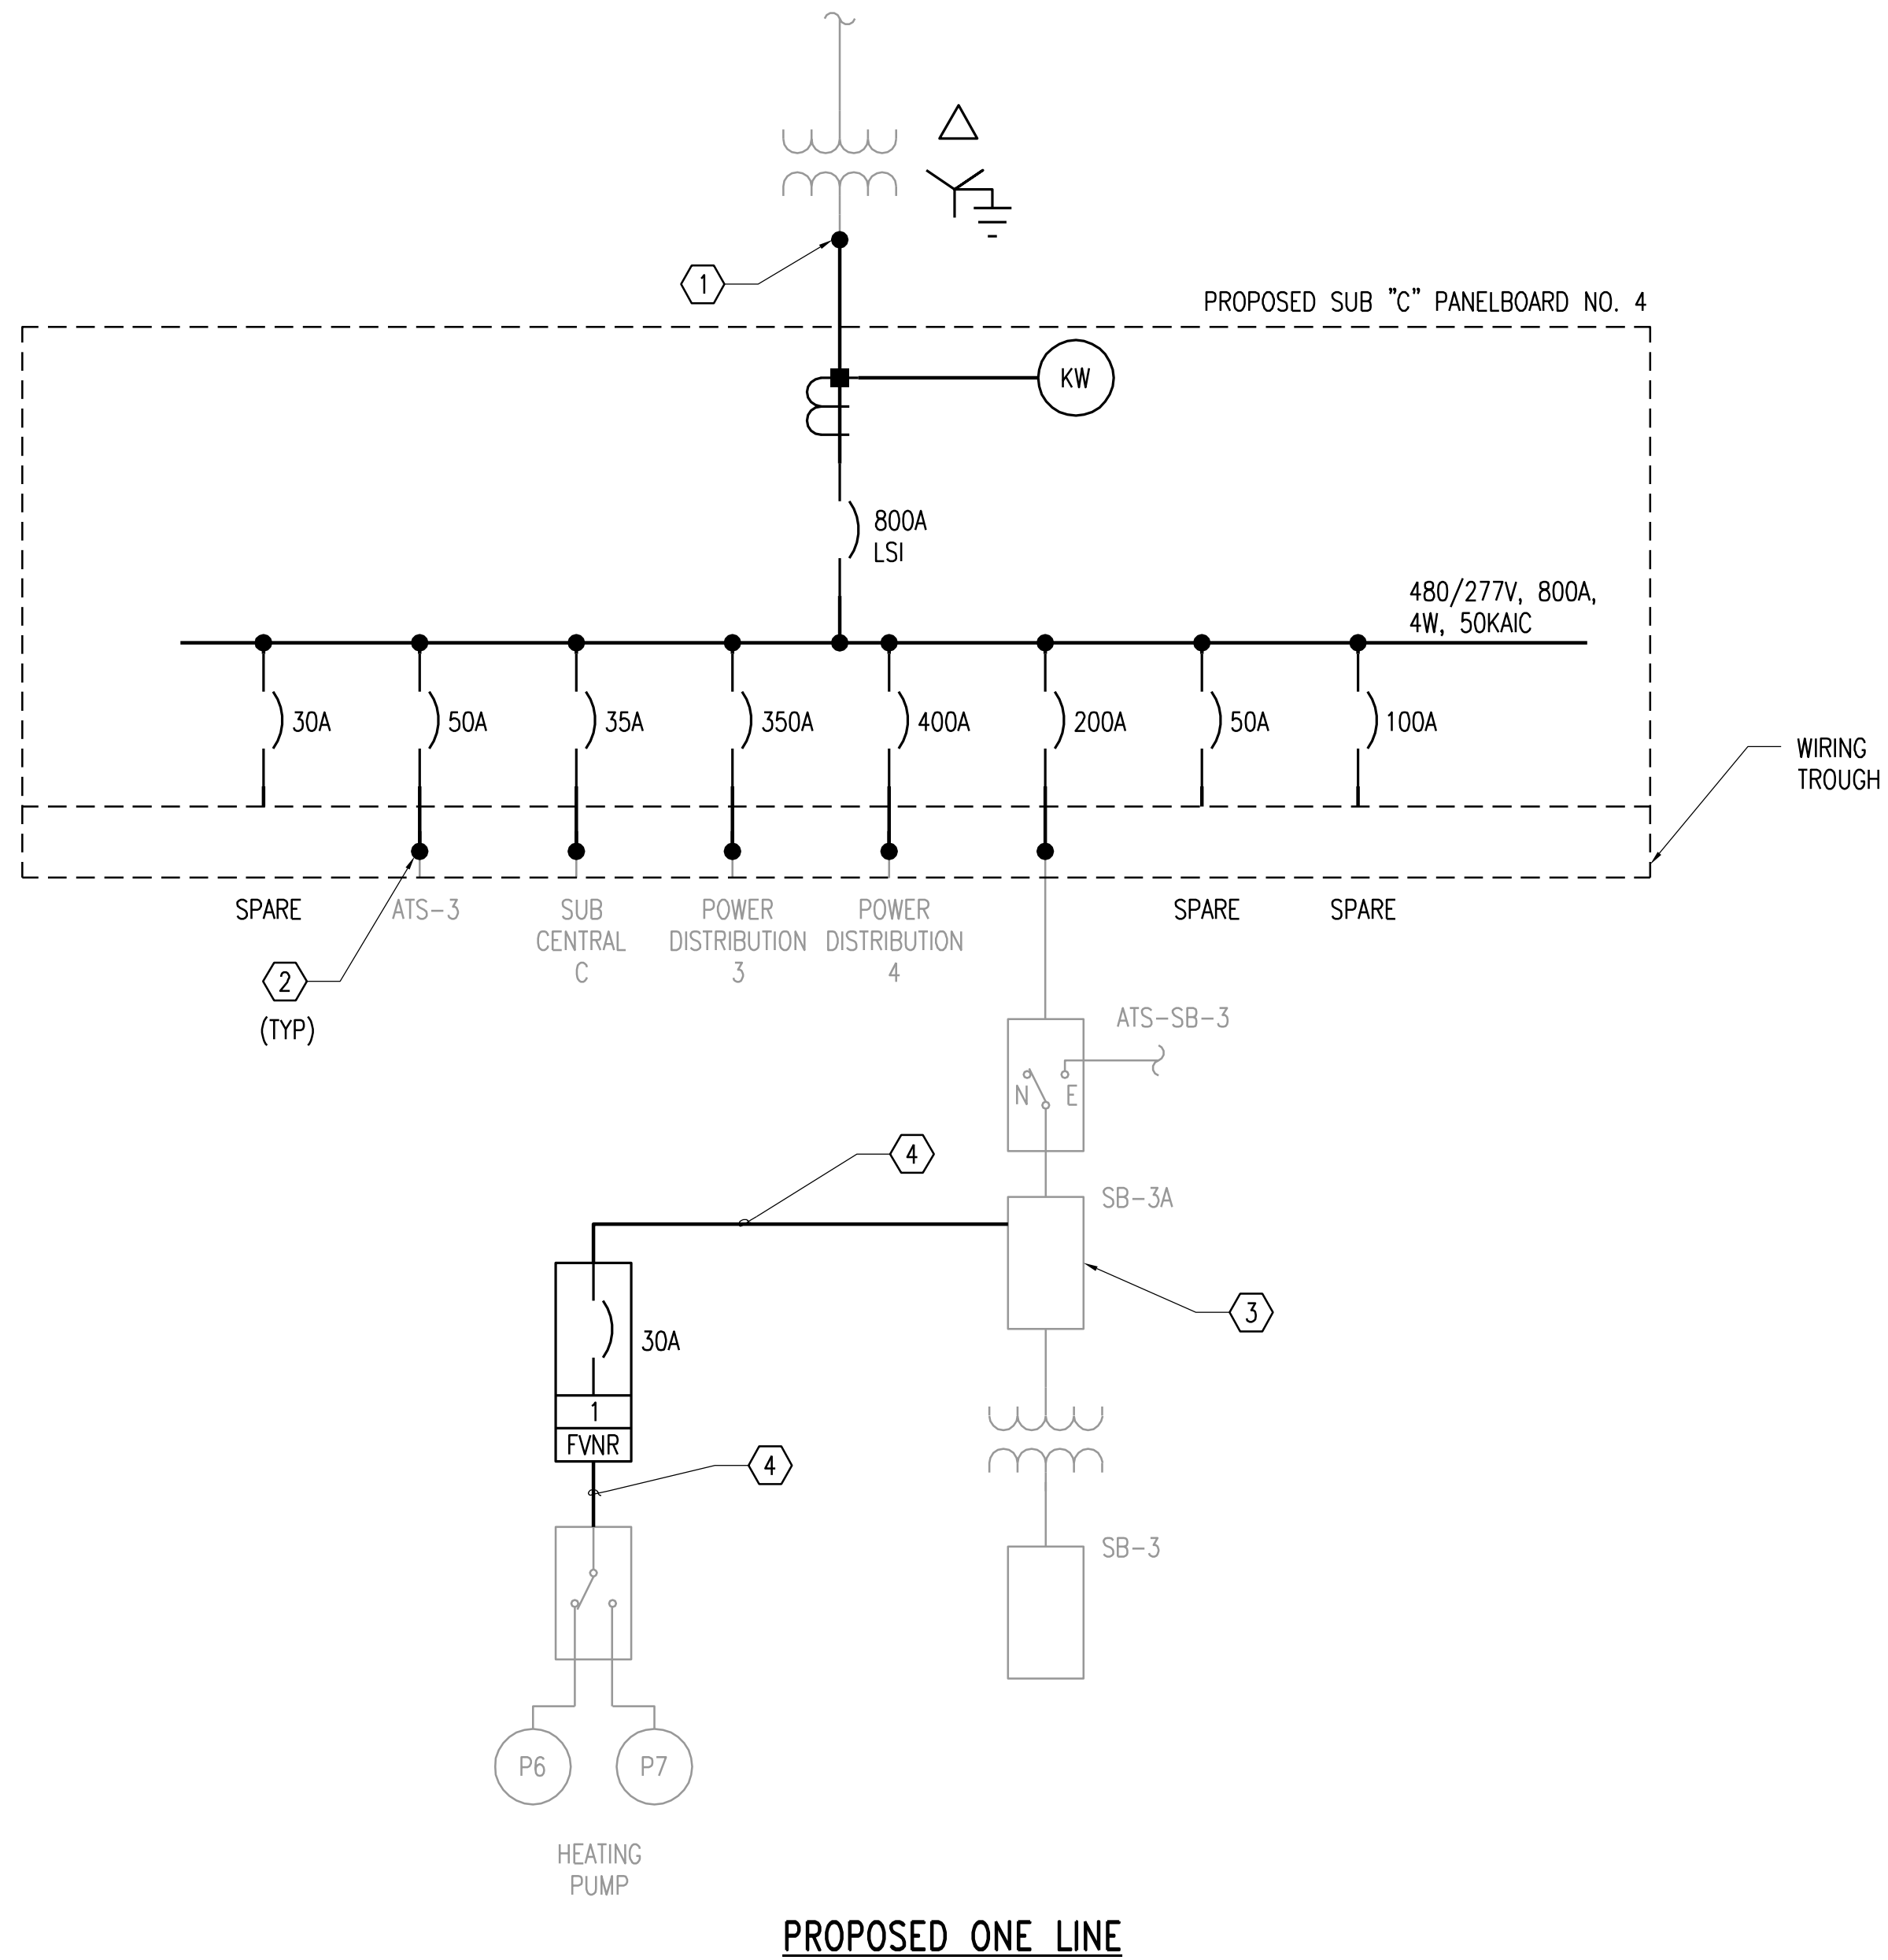 1
PROPOSED SUB "C" PANELBOARD NO. 4
KW
800A
LSI
480/277V, 800A,
4W, 50KAIC
30A
50A
35A
350A
400A
200A
50A
100A
WIRING
TROUGH
SPARE
ATS-3
SUB
CENTRAL
C
POWER
DISTRIBUTION
3
POWER
DISTRIBUTION
4
SPARE
SPARE
2
(TYP)
ATS-SB-3
N
E
4
SB-3A
3
30A
1
FVNR
4
SB-3
P6
P7
HEATING
PUMP
PROPOSED ONE LINE